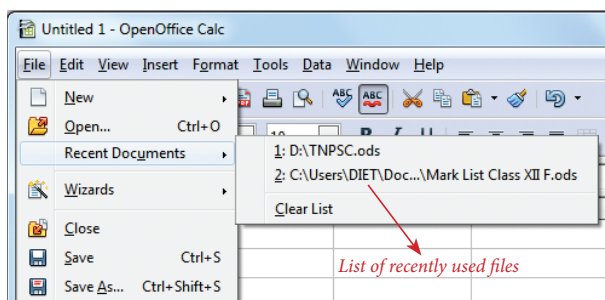 Untitled 1 - OpenOffice Calc
File Edit View Insert Format Tools Data Window Help
New
Open... Ctrl+O
Recent Documents
1: D:\TNPSC.ods
2: C:\Users\DIET\Doc...\Mark List Class XII F.ods
Clear List
Wizards
Close
Save Ctrl+S
Save As... Ctrl+Shift+S
ABC
ABC
List of recently used files